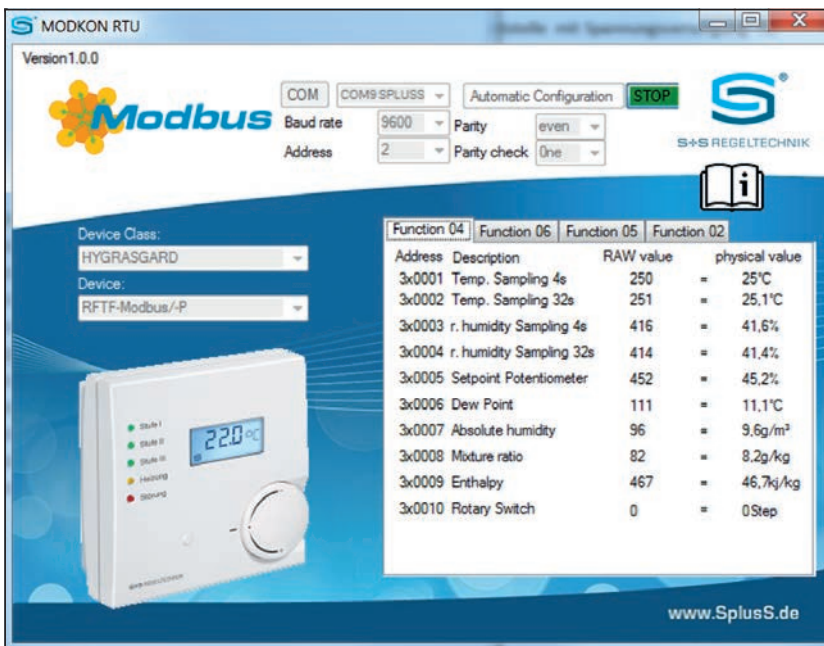 MODKON RTU
Version1.0.0
Modbus
COM COM9 SPLUSS Automatic Configuration STOP
Baud rate 9600 Parity even
Address 2 Parity check One
S
®
S+S REGELTECHNIK
i
Device Class:
HYGRASGARD
Device:
RFTF-Modbus/-P
Function 04 Function 06 Function 05 Function 02
Address Description RAW value physical value
3x0001 Temp. Sampling 4s 250 = 25°C
3x0002 Temp. Sampling 32s 251 = 25,1°C
3x0003 r. humidity Sampling 4s 416 = 41,6%
3x0004 r. humidity Sampling 32s 414 = 41,4%
3x0005 Setpoint Potentiometer 452 = 45,2%
3x0006 Dew Point 111 = 11,1°C
3x0007 Absolute humidity 96 = 9,6g/m³
3x0008 Mixture ratio 82 = 8,2g/kg
3x0009 Enthalpy 467 = 46,7kj/kg
3x0010 Rotary Switch 0 = 0Step
Stufe I
Stufe II
Stufe III
Heizung
Störung
22.0 °C
S+S REGELTECHNIK
www.SplusS.de